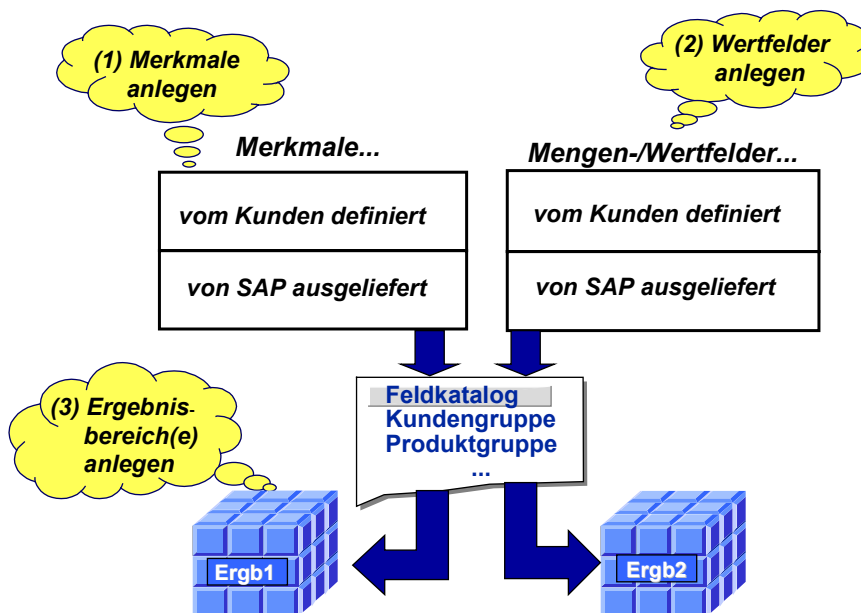 (1) Merkmale
anlegen
(2) Wertfelder
anlegen
Merkmale...
Mengen-/Wertfelder...
vom Kunden definiert
vom Kunden definiert
von SAP ausgeliefert
von SAP ausgeliefert
Feldkatalog
Kundengruppe
Produktgruppe
...
(3) Ergebnis-
bereich(e)
anlegen
Ergb1
Ergb2